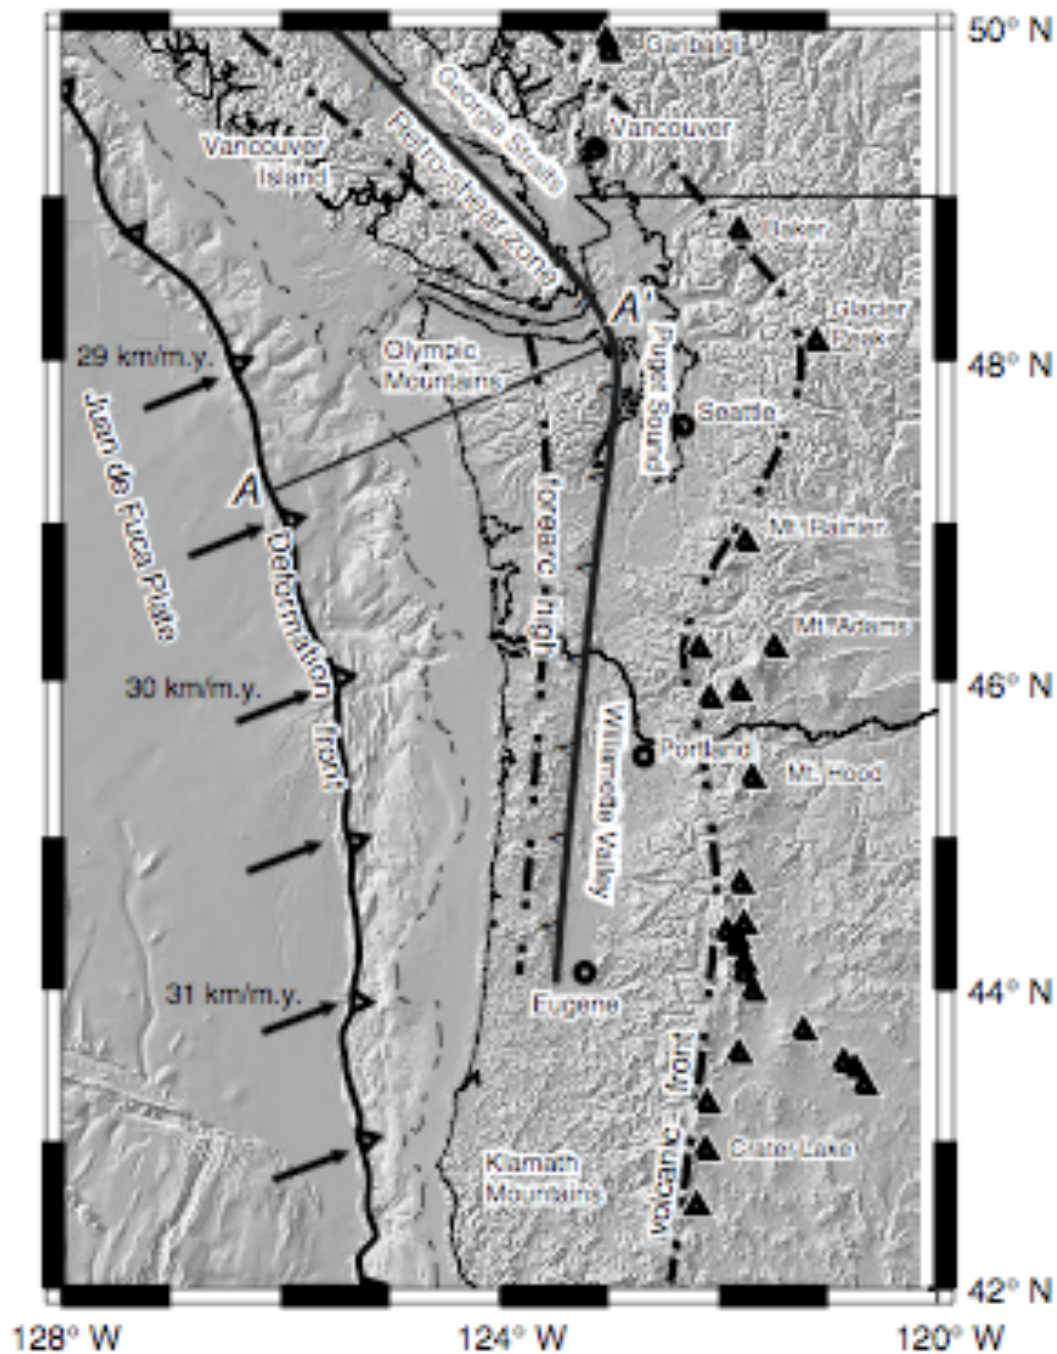 50° N
Garibaldi
Georgia Straits
Vancouver
Vancouver
Island
Retro-shear zone
Baker
A'
Glacier
Peak
29 km/m.y.
Olympic
Mountains
48° N
Puget Sound
Seattle
Juan de Fuca Plate
A
forearc high
Mt. Rainier
Deformation front
Mt. Adams
30 km/m.y.
46° N
Willamette Valley
Portland
Mt. Hood
31 km/m.y.
Eugene
44° N
volcanic front
Crater Lake
Klamath
Mountains
42° N
128° W
124° W
120° W